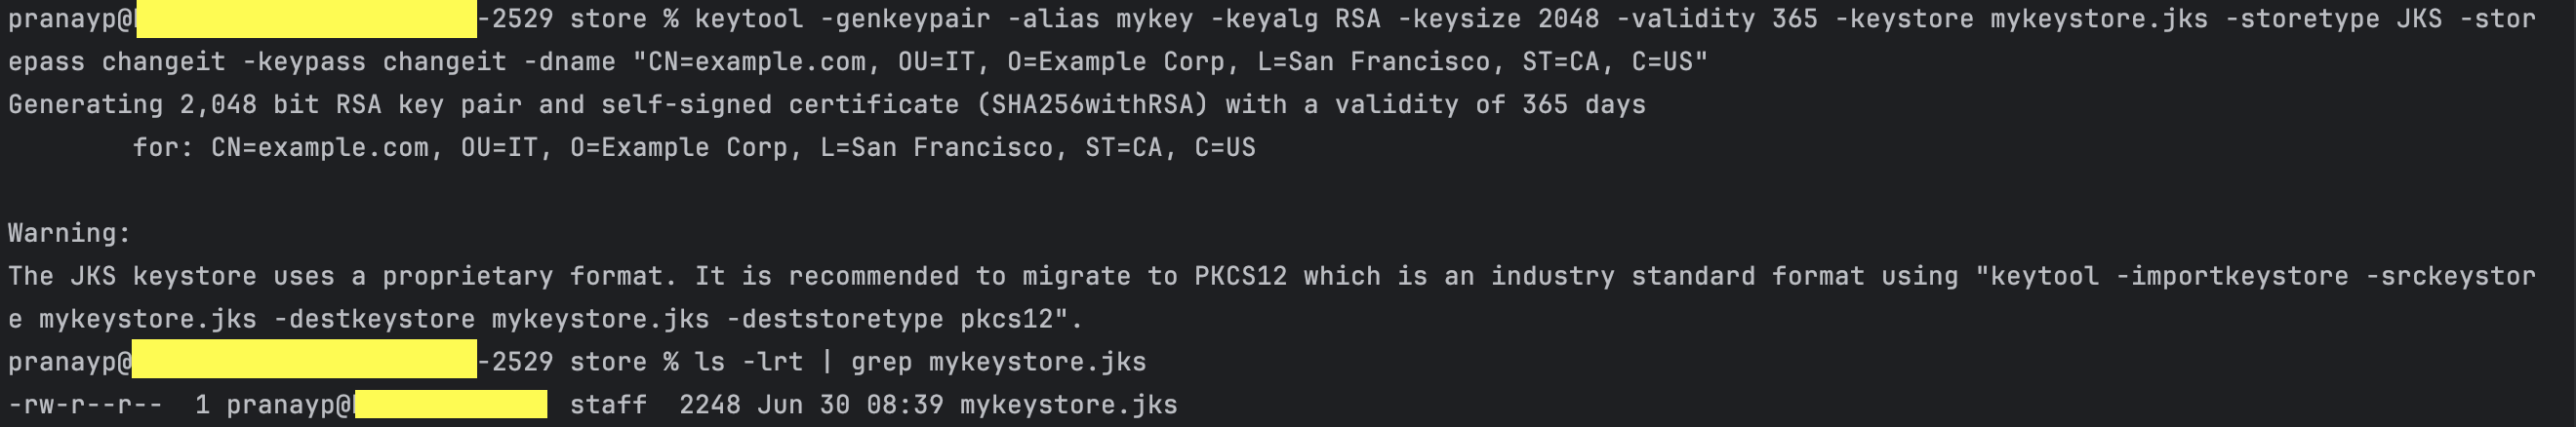 pranayp@-2529 store % keytool -genkeypair -alias mykey -keyalg RSA -keysize 2048 -validity 365 -keystore mykeystore.jks -storetype JKS -stor
epass changeit -keypass changeit -dname "CN=example.com, OU=IT, O=Example Corp, L=San Francisco, ST=CA, C=US"
Generating 2,048 bit RSA key pair and self-signed certificate (SHA256withRSA) with a validity of 365 days
        for: CN=example.com, OU=IT, O=Example Corp, L=San Francisco, ST=CA, C=US
Warning:
The JKS keystore uses a proprietary format. It is recommended to migrate to PKCS12 which is an industry standard format using "keytool -importkeystore -srckeystor
e mykeystore.jks -destkeystore mykeystore.jks -deststoretype pkcs12".
pranayp@-2529 store % ls -lrt | grep mykeystore.jks
-rw-r--r--  1 pranayp@ staff  2248 Jun 30 08:39 mykeystore.jks